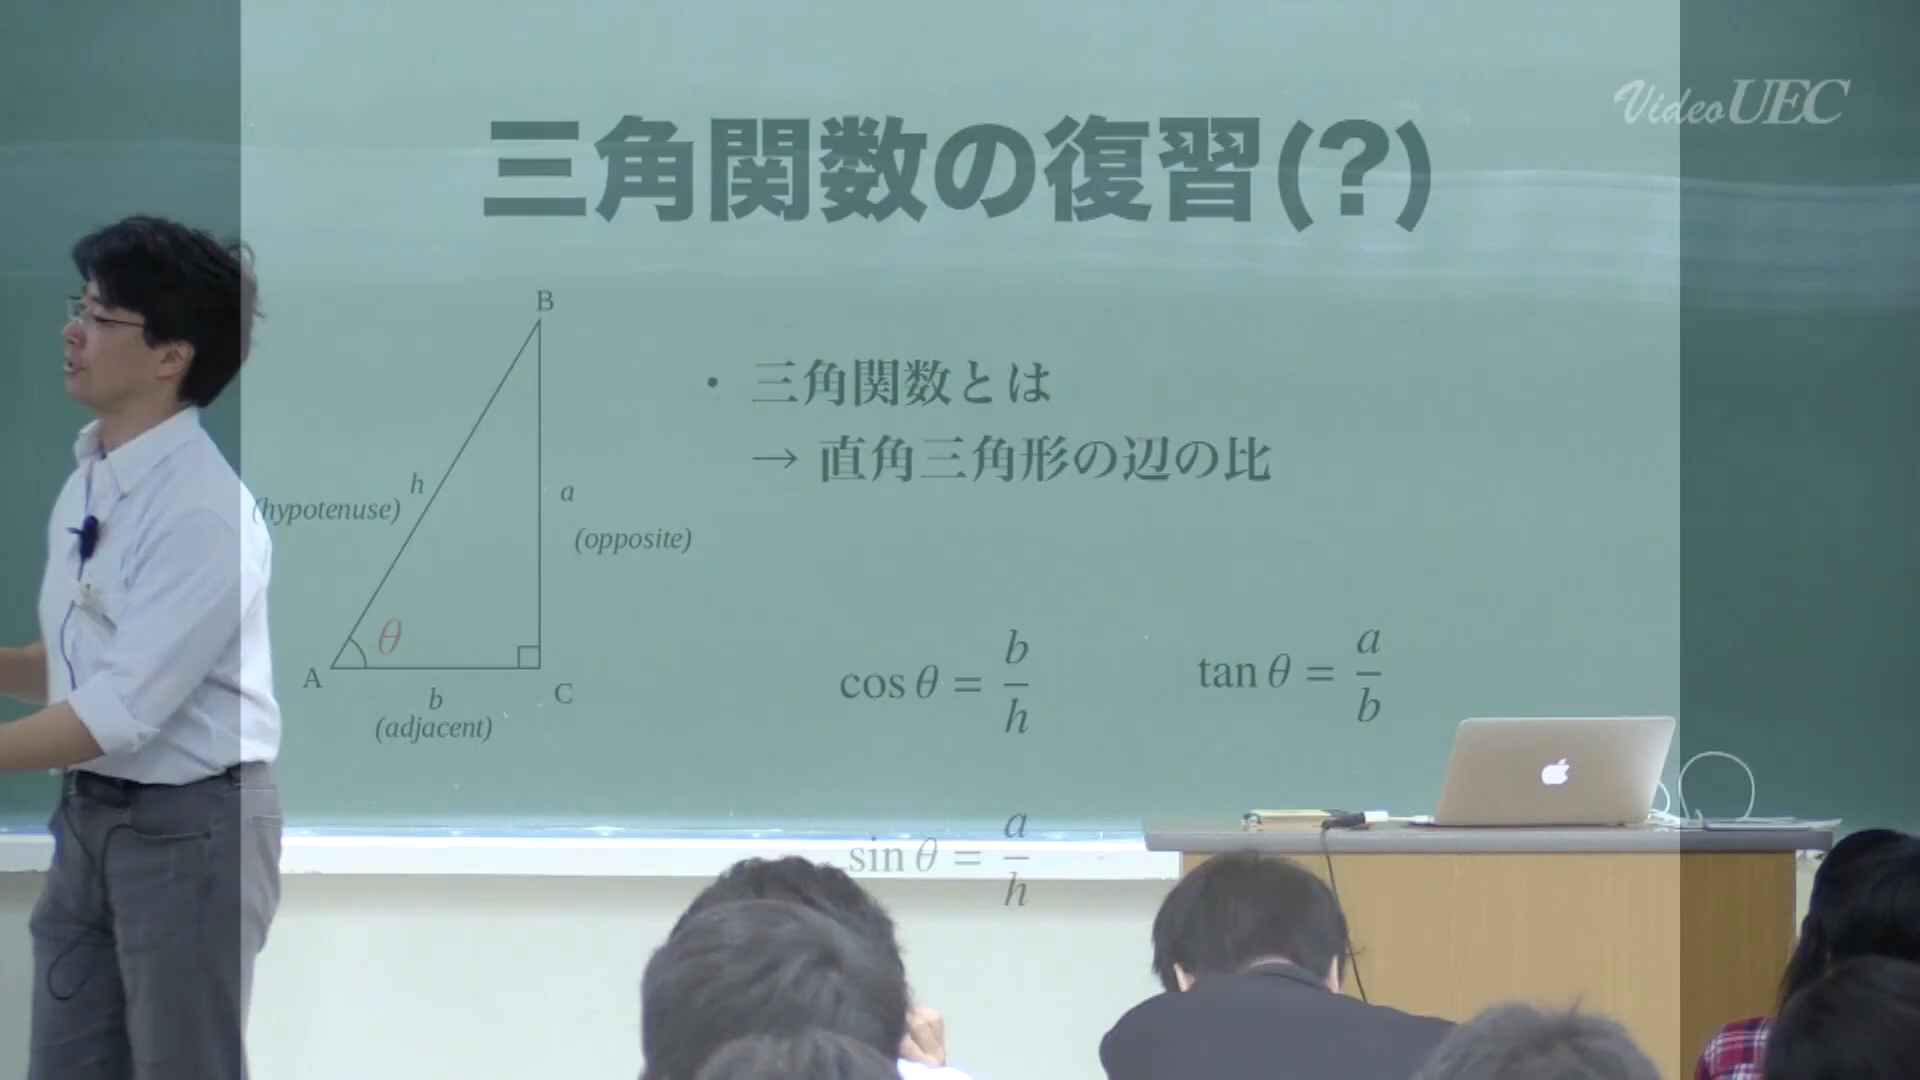 VideoUEC
三角関数の復習(?)
B
・ 三角関数とは
→ 直角三角形の辺の比
h
(hypotenuse)
a
(opposite)
θ
A
C
b
(adjacent)
cos θ = b/h
tan θ = a/b
sin θ = a/h